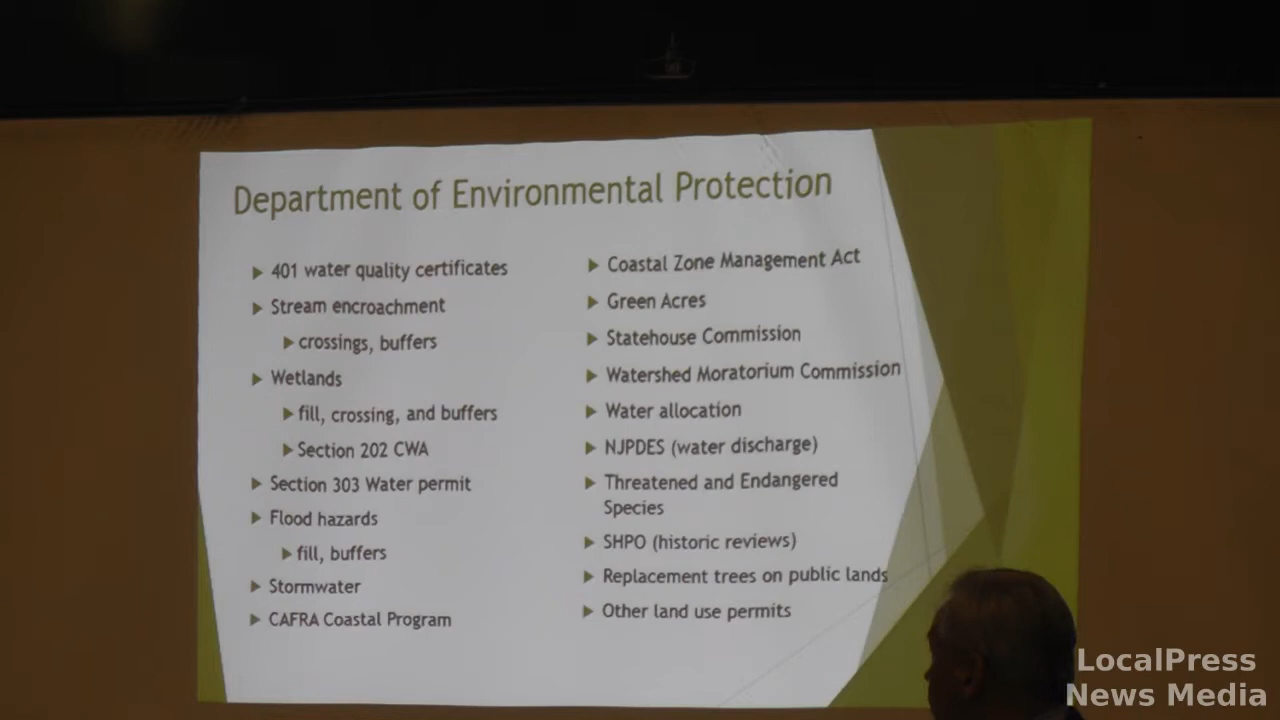 Department of Environmental Protection
401 water quality certificates
Stream encroachment
crossings, buffers
Wetlands
fill, crossing, and buffers
Section 202 CWA
Section 303 Water permit
Flood hazards
fill, buffers
Stormwater
CAFRA Coastal Program
Coastal Zone Management Act
Green Acres
Statehouse Commission
Watershed Moratorium Commission
Water allocation
NJPDES (water discharge)
Threatened and Endangered
Species
SHPO (historic reviews)
Replacement trees on public lands
Other land use permits
LocalPress
News Media